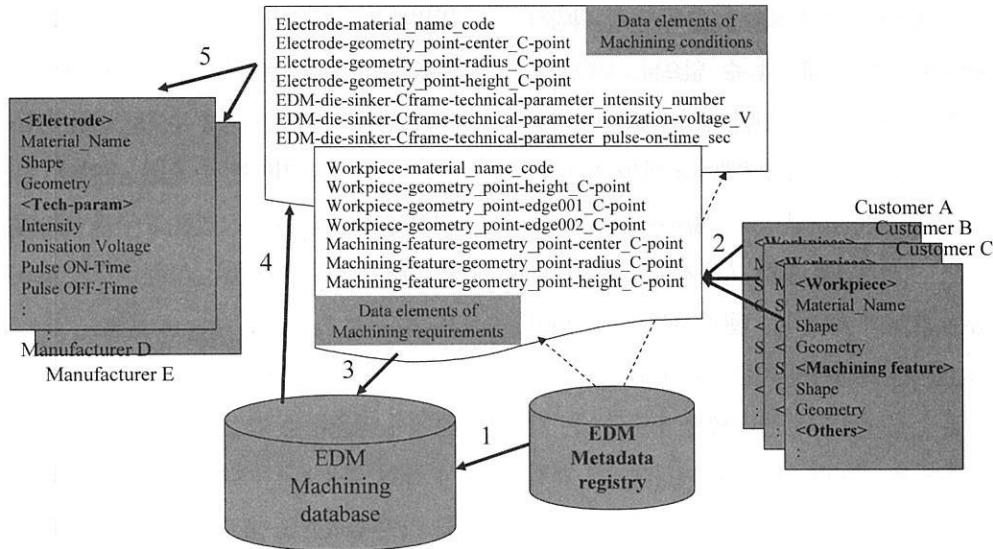 Electrode-material_name_code
Electrode-geometry_point-center_C-point
Electrode-geometry_point-radius_C-point
Electrode-geometry_point-height_C-point
EDM-die-sinker-Cframe-technical-parameter_intensity_number
EDM-die-sinker-Cframe-technical-parameter_ionization-voltage_V
EDM-die-sinker-Cframe-technical-parameter_pulse-on-time_sec
Data elements of
Machining conditions
5
<Electrode>
Material_Name
Shape
Geometry
<Tech-param>
Intensity
Ionisation Voltage
Pulse ON-Time
Pulse OFF-Time
:
:
Manufacturer D
Manufacturer E
4
Workpiece-material_name_code
Workpiece-geometry_point-height_C-point
Workpiece-geometry_point-edge001_C-point
Workpiece-geometry_point-edge002_C-point
Machining-feature-geometry_point-center_C-point
Machining-feature-geometry_point-radius_C-point
Machining-feature-geometry_point-height_C-point
Data elements of
Machining requirements
2
Customer A
Customer B
Customer C
<Workpiece>
M
S
G
<
S
G
:
<Workpiece>
M
S
G
<
S
G
<
:
<Workpiece>
Material_Name
Shape
Geometry
<Machining feature>
Shape
Geometry
<Others>
:
3
1
EDM
Machining
database
EDM
Metadata
registry